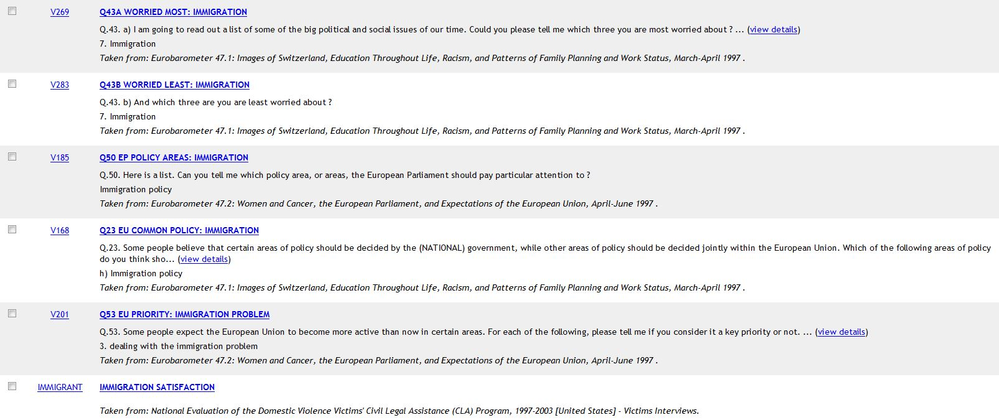 V269 Q43A WORRIED MOST: IMMIGRATION
Q.43. a) I am going to read out a list of some of the big political and social issues of our time. Could you please tell me which three you are most worried about ? ... (view details)
7. Immigration
Taken from: Eurobarometer 47.1: Images of Switzerland, Education Throughout Life, Racism, and Patterns of Family Planning and Work Status, March-April 1997 .
V283 Q43B WORRIED LEAST: IMMIGRATION
Q.43. b) And which three are you are least worried about ?
7. Immigration
Taken from: Eurobarometer 47.1: Images of Switzerland, Education Throughout Life, Racism, and Patterns of Family Planning and Work Status, March-April 1997 .
V185 Q50 EP POLICY AREAS: IMMIGRATION
Q.50. Here is a list. Can you tell me which policy area, or areas, the European Parliament should pay particular attention to ?
Immigration policy
Taken from: Eurobarometer 47.2: Women and Cancer, the European Parliament, and Expectations of the European Union, April-June 1997 .
V168 Q23 EU COMMON POLICY: IMMIGRATION
Q.23. Some people believe that certain areas of policy should be decided by the (NATIONAL) government, while other areas of policy should be decided jointly within the European Union. Which of the following areas of policy
do you think sho... (view details)
h) Immigration policy
Taken from: Eurobarometer 47.1: Images of Switzerland, Education Throughout Life, Racism, and Patterns of Family Planning and Work Status, March-April 1997 .
V201 Q53 EU PRIORITY: IMMIGRATION PROBLEM
Q.53. Some people expect the European Union to become more active than now in certain areas. For each of the following, please tell me if you consider it a key priority or not. ... (view details)
3. dealing with the immigration problem
Taken from: Eurobarometer 47.2: Women and Cancer, the European Parliament, and Expectations of the European Union, April-June 1997 .
IMMIGRANT IMMIGRATION SATISFACTION
Taken from: National Evaluation of the Domestic Violence Victims' Civil Legal Assistance (CLA) Program, 1997-2003 [United States] - Victims Interviews.